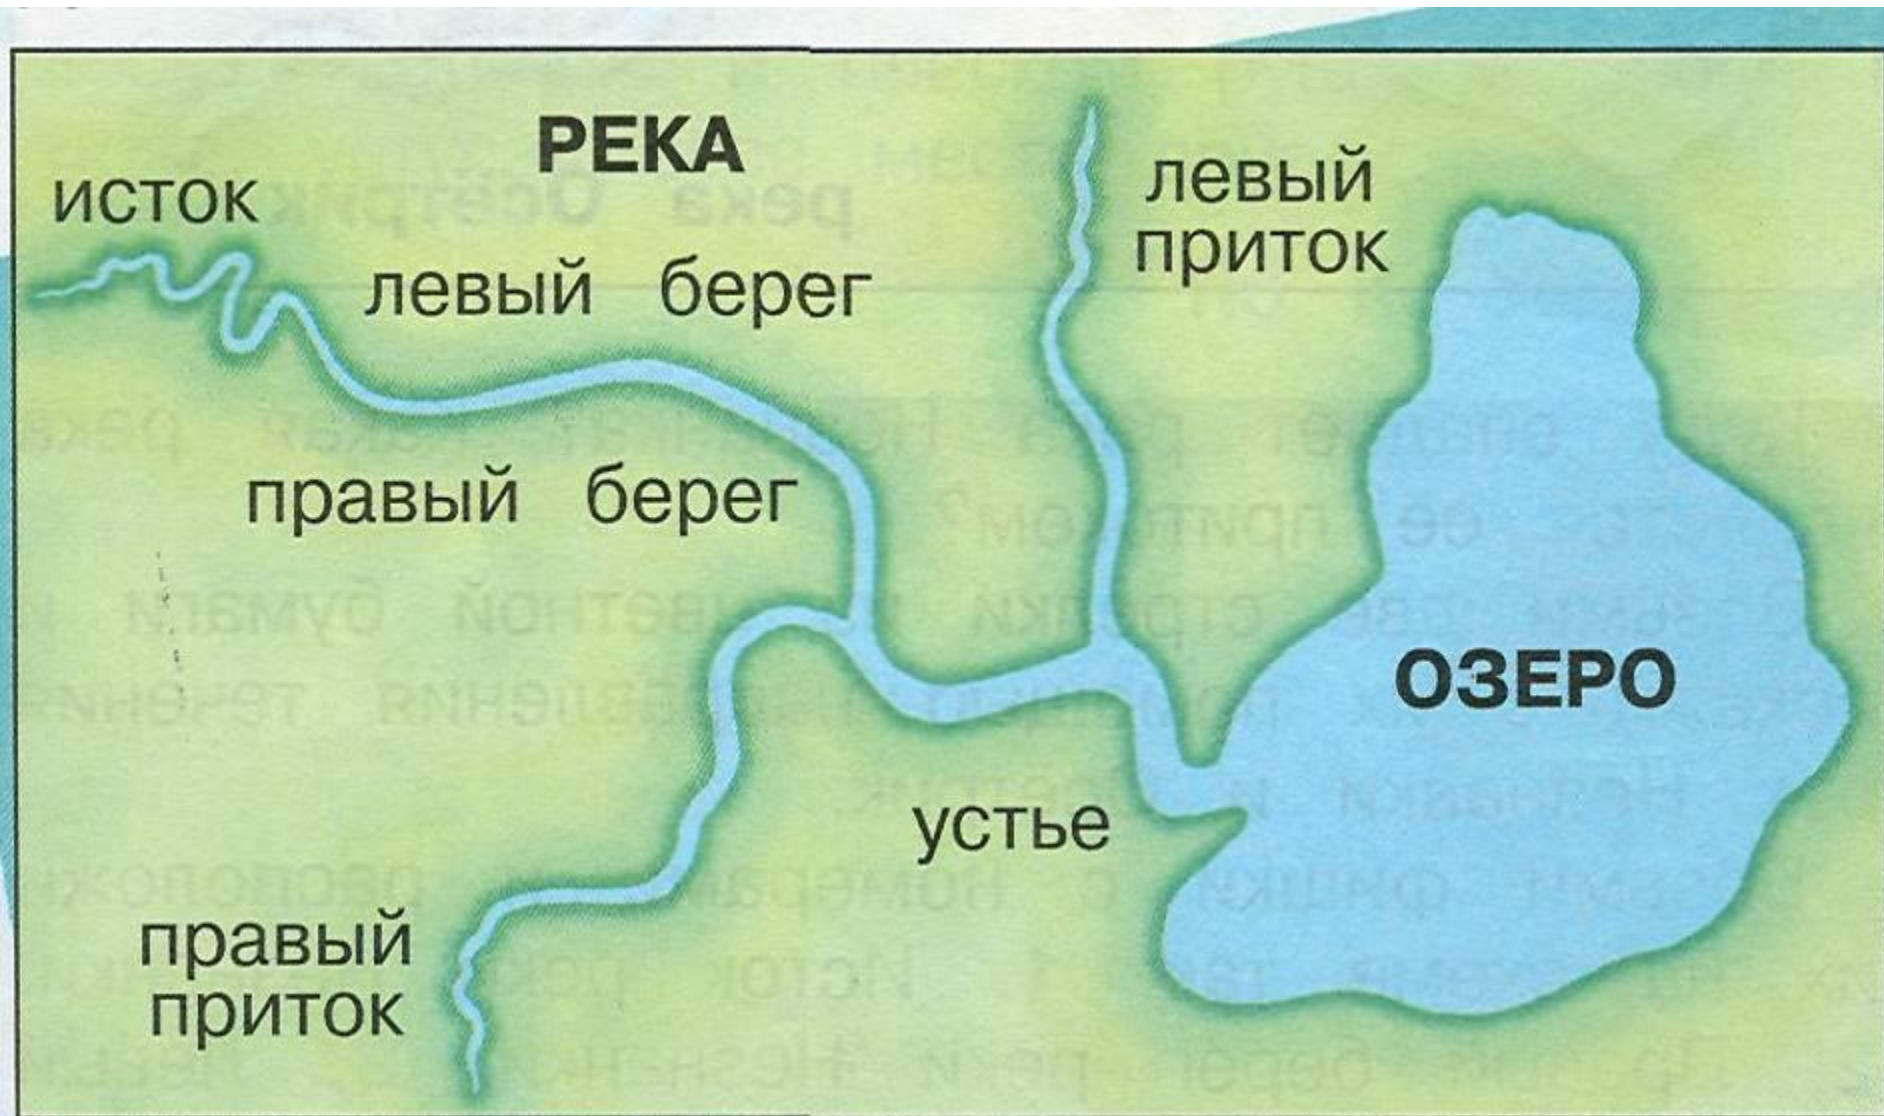 РЕКА
исток
левый берег
левый
приток
правый берег
ОЗЕРО
устье
правый
приток